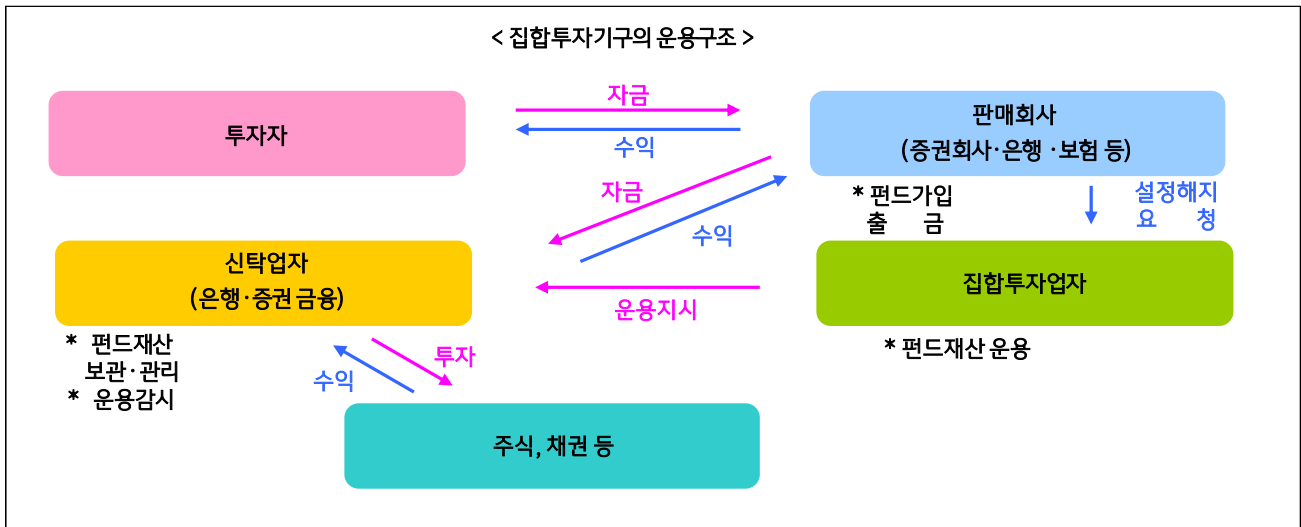 < 집합투자기구의 운용구조 >
투자자
자금
수익
판매회사
(증권회사·은행 ·보험 등)
자금
수익
* 펀드가입
출 금
설정해지
요 청
신탁업자
(은행·증권 금융)
운용지시
집합투자업자
* 펀드재산
보관·관리
* 운용감시
수익
투자
* 펀드재산 운용
주식, 채권 등